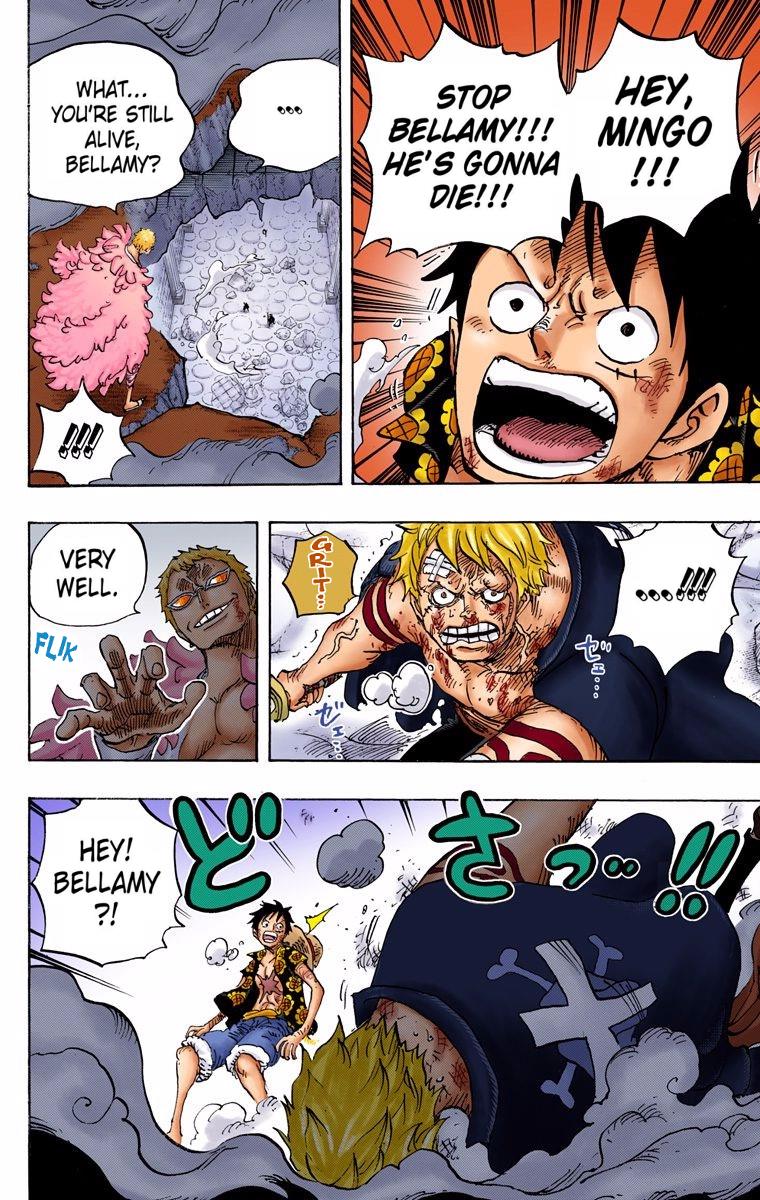 HEY,
MINGO
!!!
STOP
BELLAMY!!!
HE'S GONNA
DIE!!!
...
WHAT...
YOU'RE STILL
ALIVE,
BELLAMY?
!!!
....!!!
ゼェ…
GRIT…
ゼェ…
VERY
WELL.
FLIK
どさっ‥!!
HEY!
BELLAMY
?!